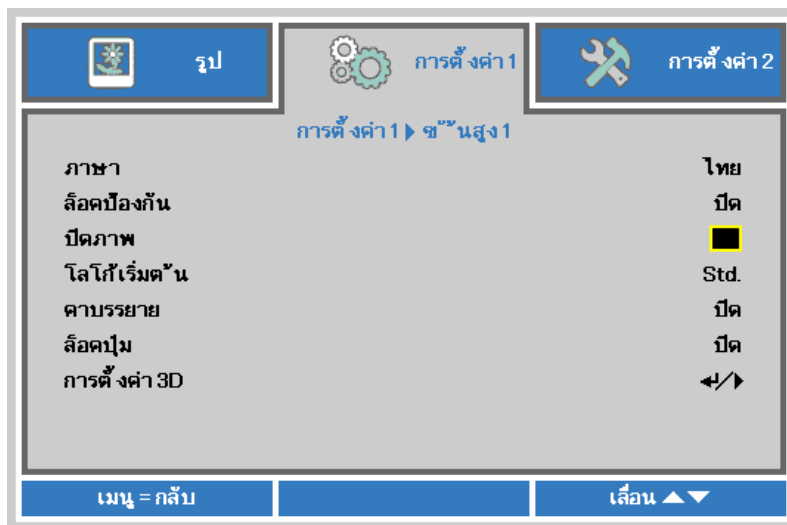 รูป
การตั้งค่า 1
การตั้งค่า 2
การตั้งค่า 1 ▶ ขั้นสูง 1
ภาษา ไทย
ล็อคป้องกัน ปิด
ปิดภาพ
โลโก้เริ่มต้น Std.
คาบรรยาย ปิด
ล็อคปุ่ม ปิด
การตั้งค่า 3D ↵/▶
เมนู = กลับ
เลื่อน ▲▼